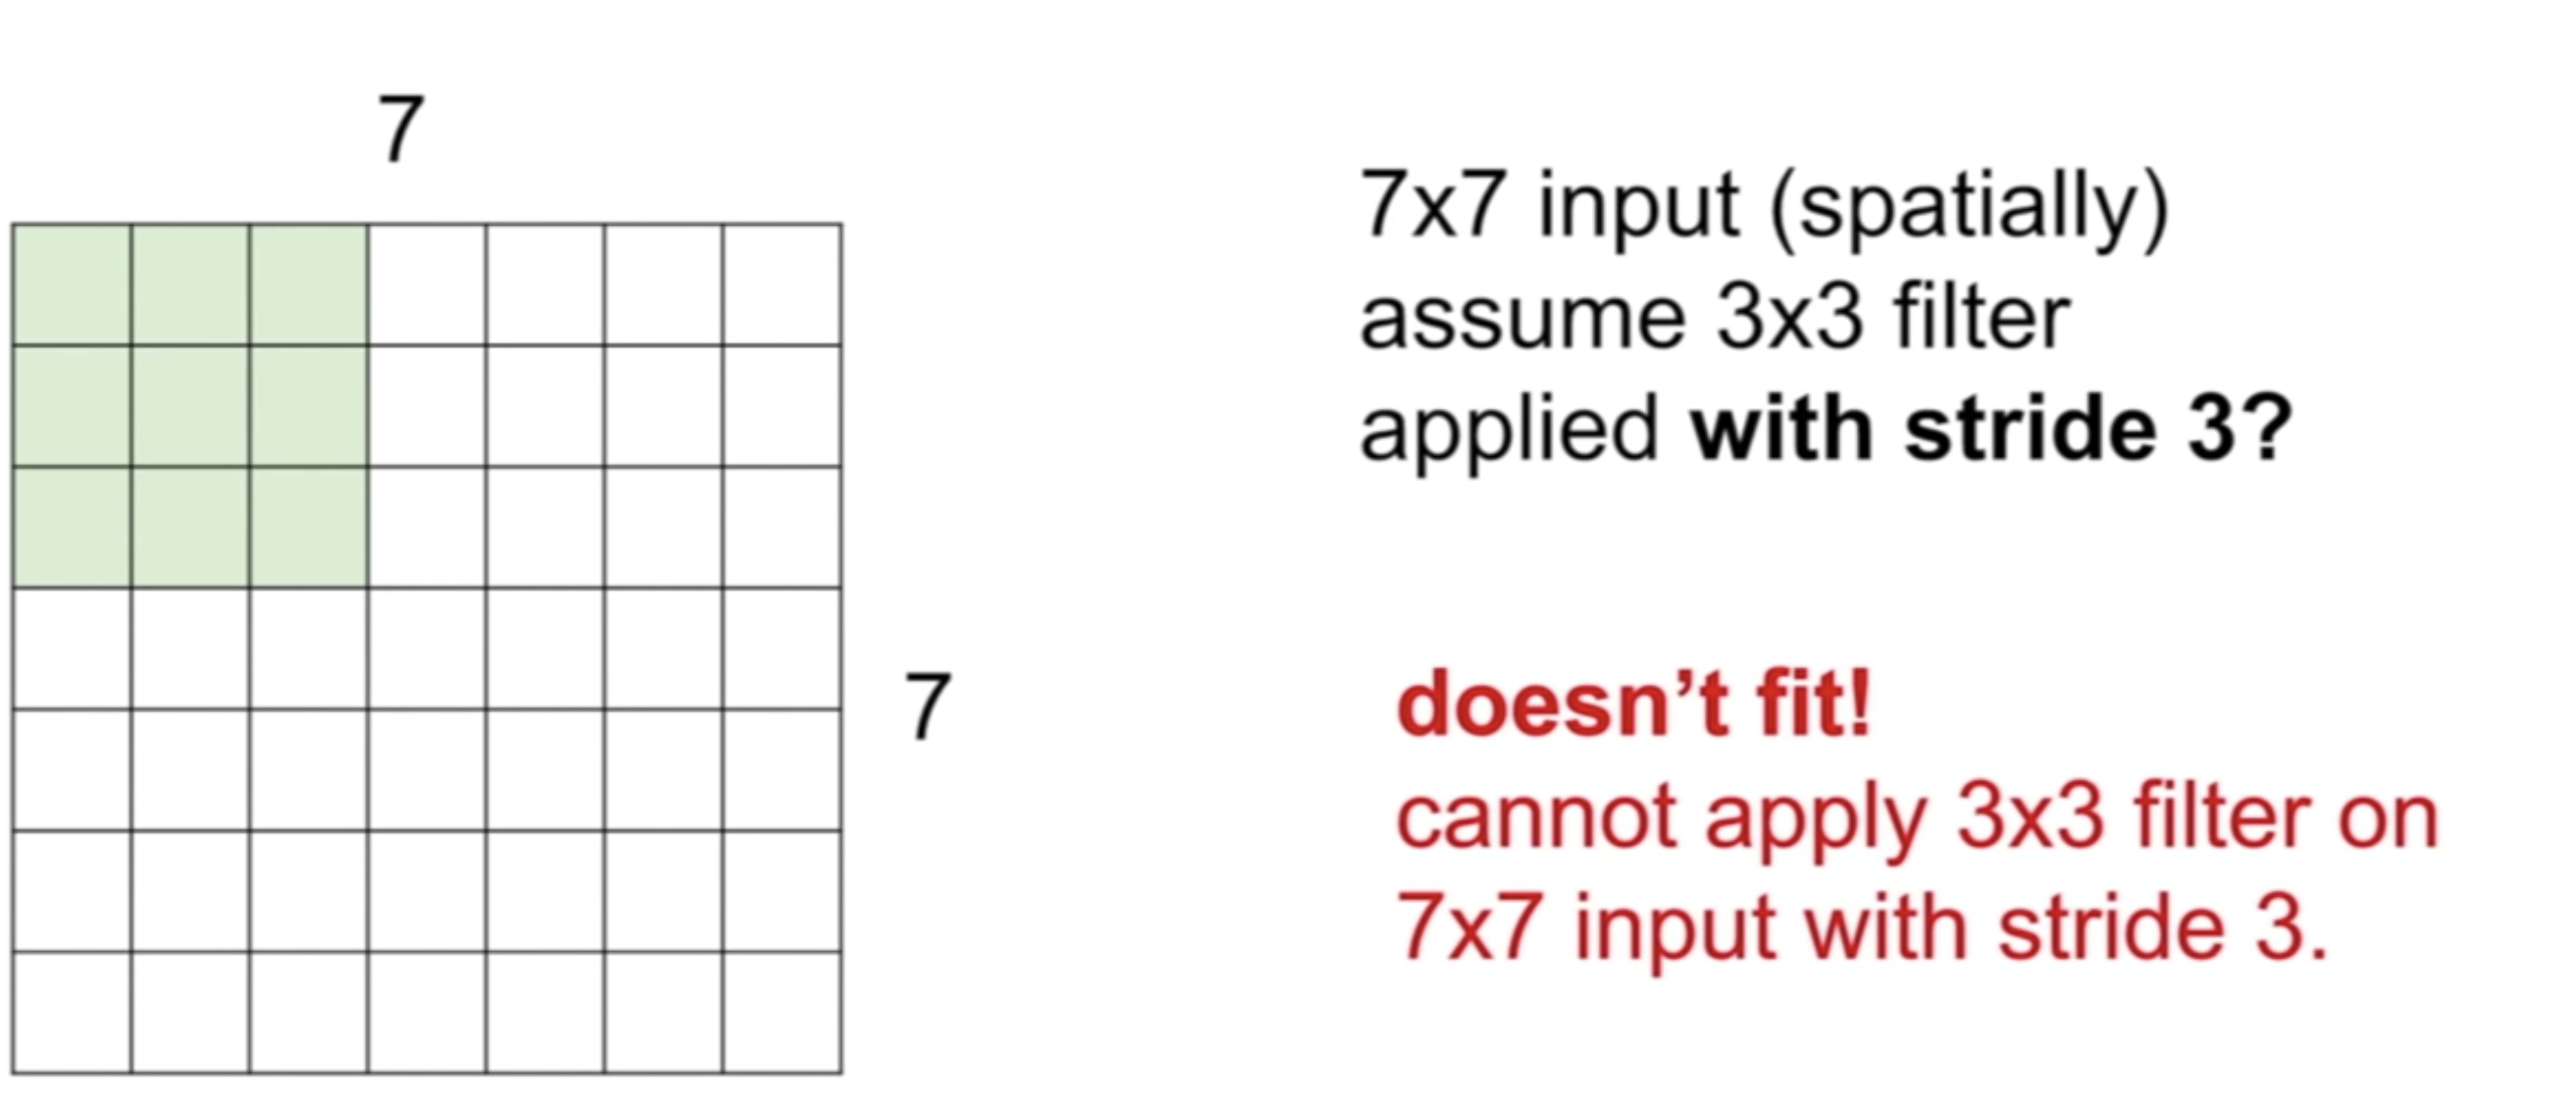 7
7x7 input (spatially)
assume 3x3 filter
applied with stride 3?
7
doesn’t fit!
cannot apply 3x3 filter on
7x7 input with stride 3.